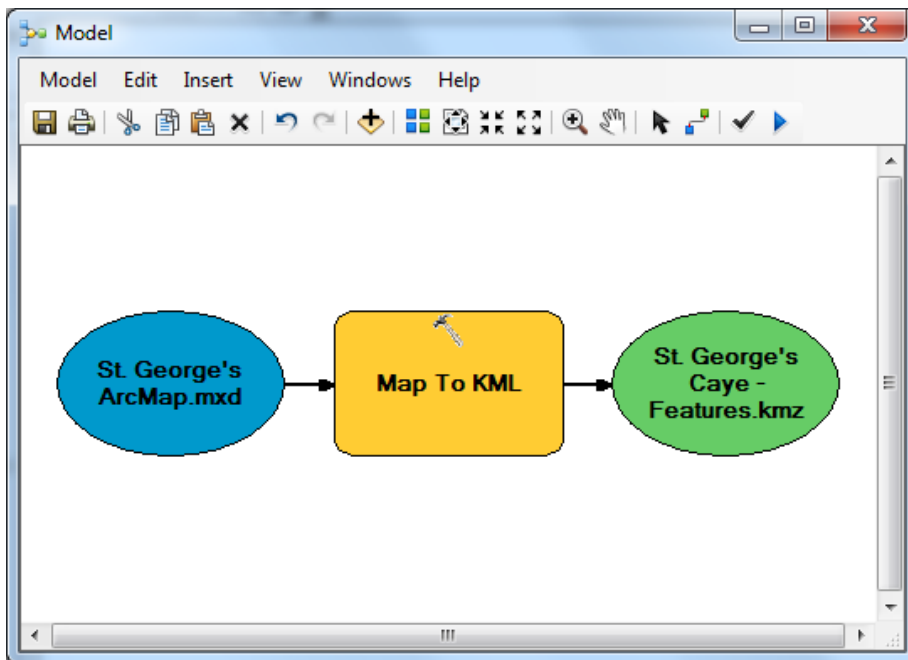 Model
Model Edit Insert View Windows Help
St. George's
ArcMap.mxd
Map To KML
St. George's
Caye -
Features.kmz